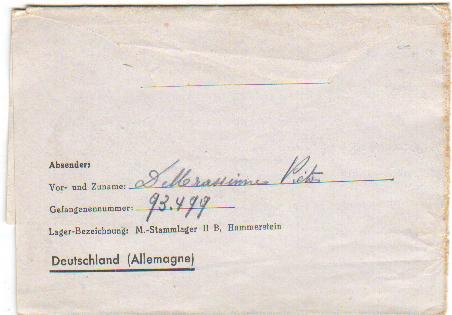 Absender:
Vor- und Zuname:
Gefangenennummer: 93.499
Lager-Bezeichnung: M.-Stammlager II B, Hammerstein
Deutschland (Allemagne)